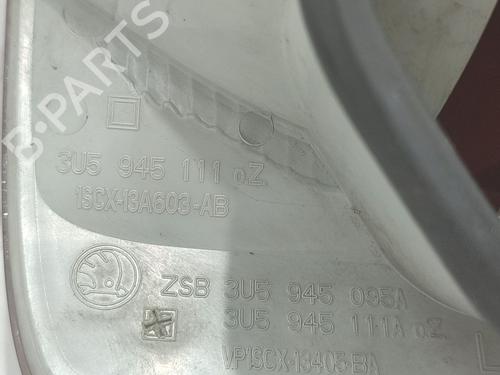 B-PARTS
3U5 945 111 o.Z.
1SCX-13A603-AB
ZSB 3U5 945 095A
3U5 945 111A o.Z.
VP1SCX-13405-BA
L